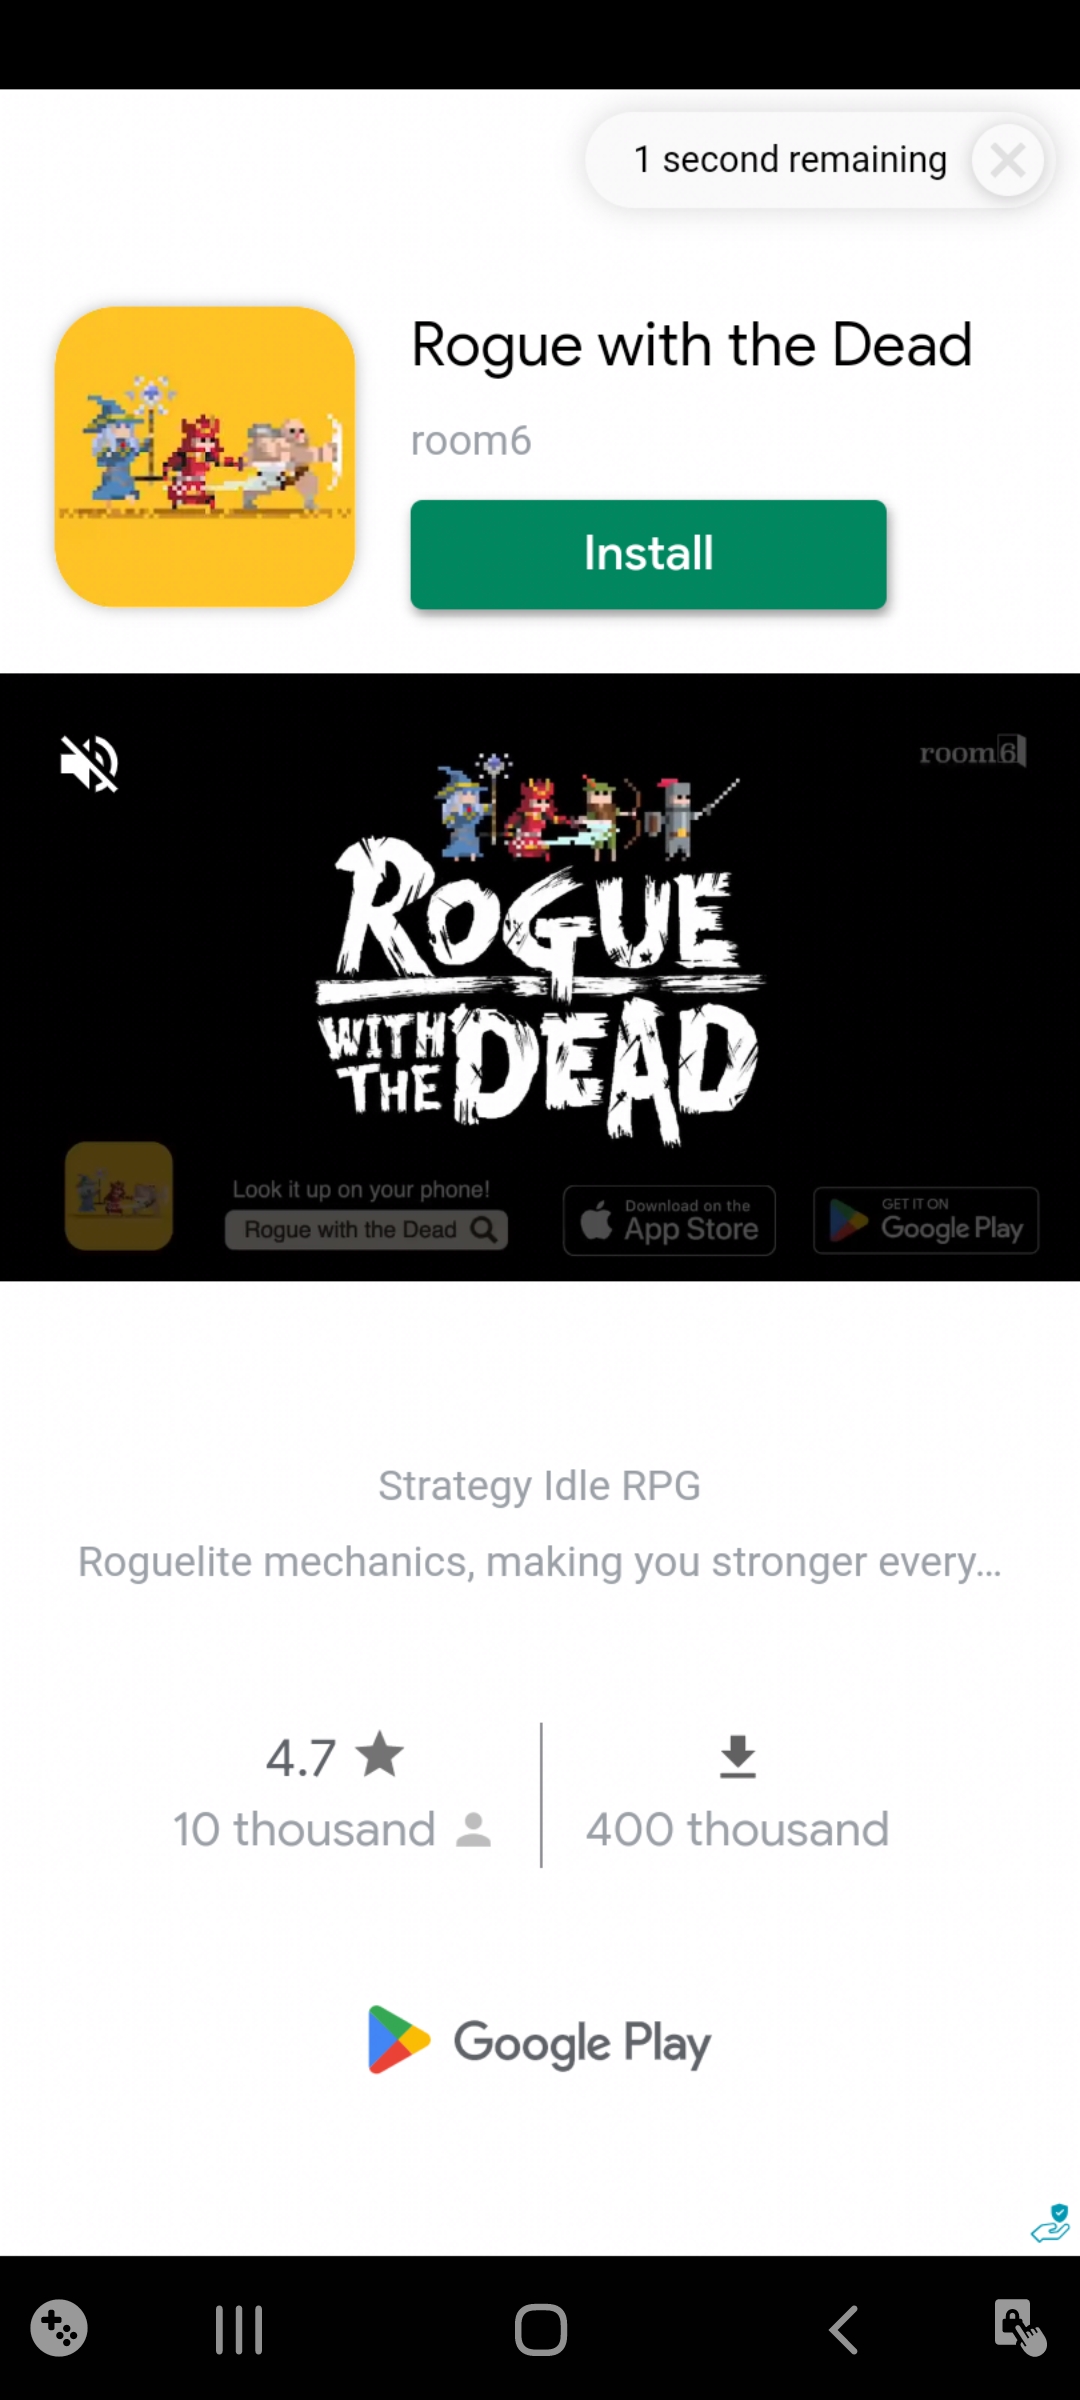 1 second remaining
Rogue with the Dead
room6
Install
room6
ROGUE
WITH
THE DEAD
Look it up on your phone!
Rogue with the Dead
Download on the
App Store
GET IT ON
Google Play
Strategy Idle RPG
Roguelite mechanics, making you stronger every...
4.7
10 thousand
400 thousand
Google Play